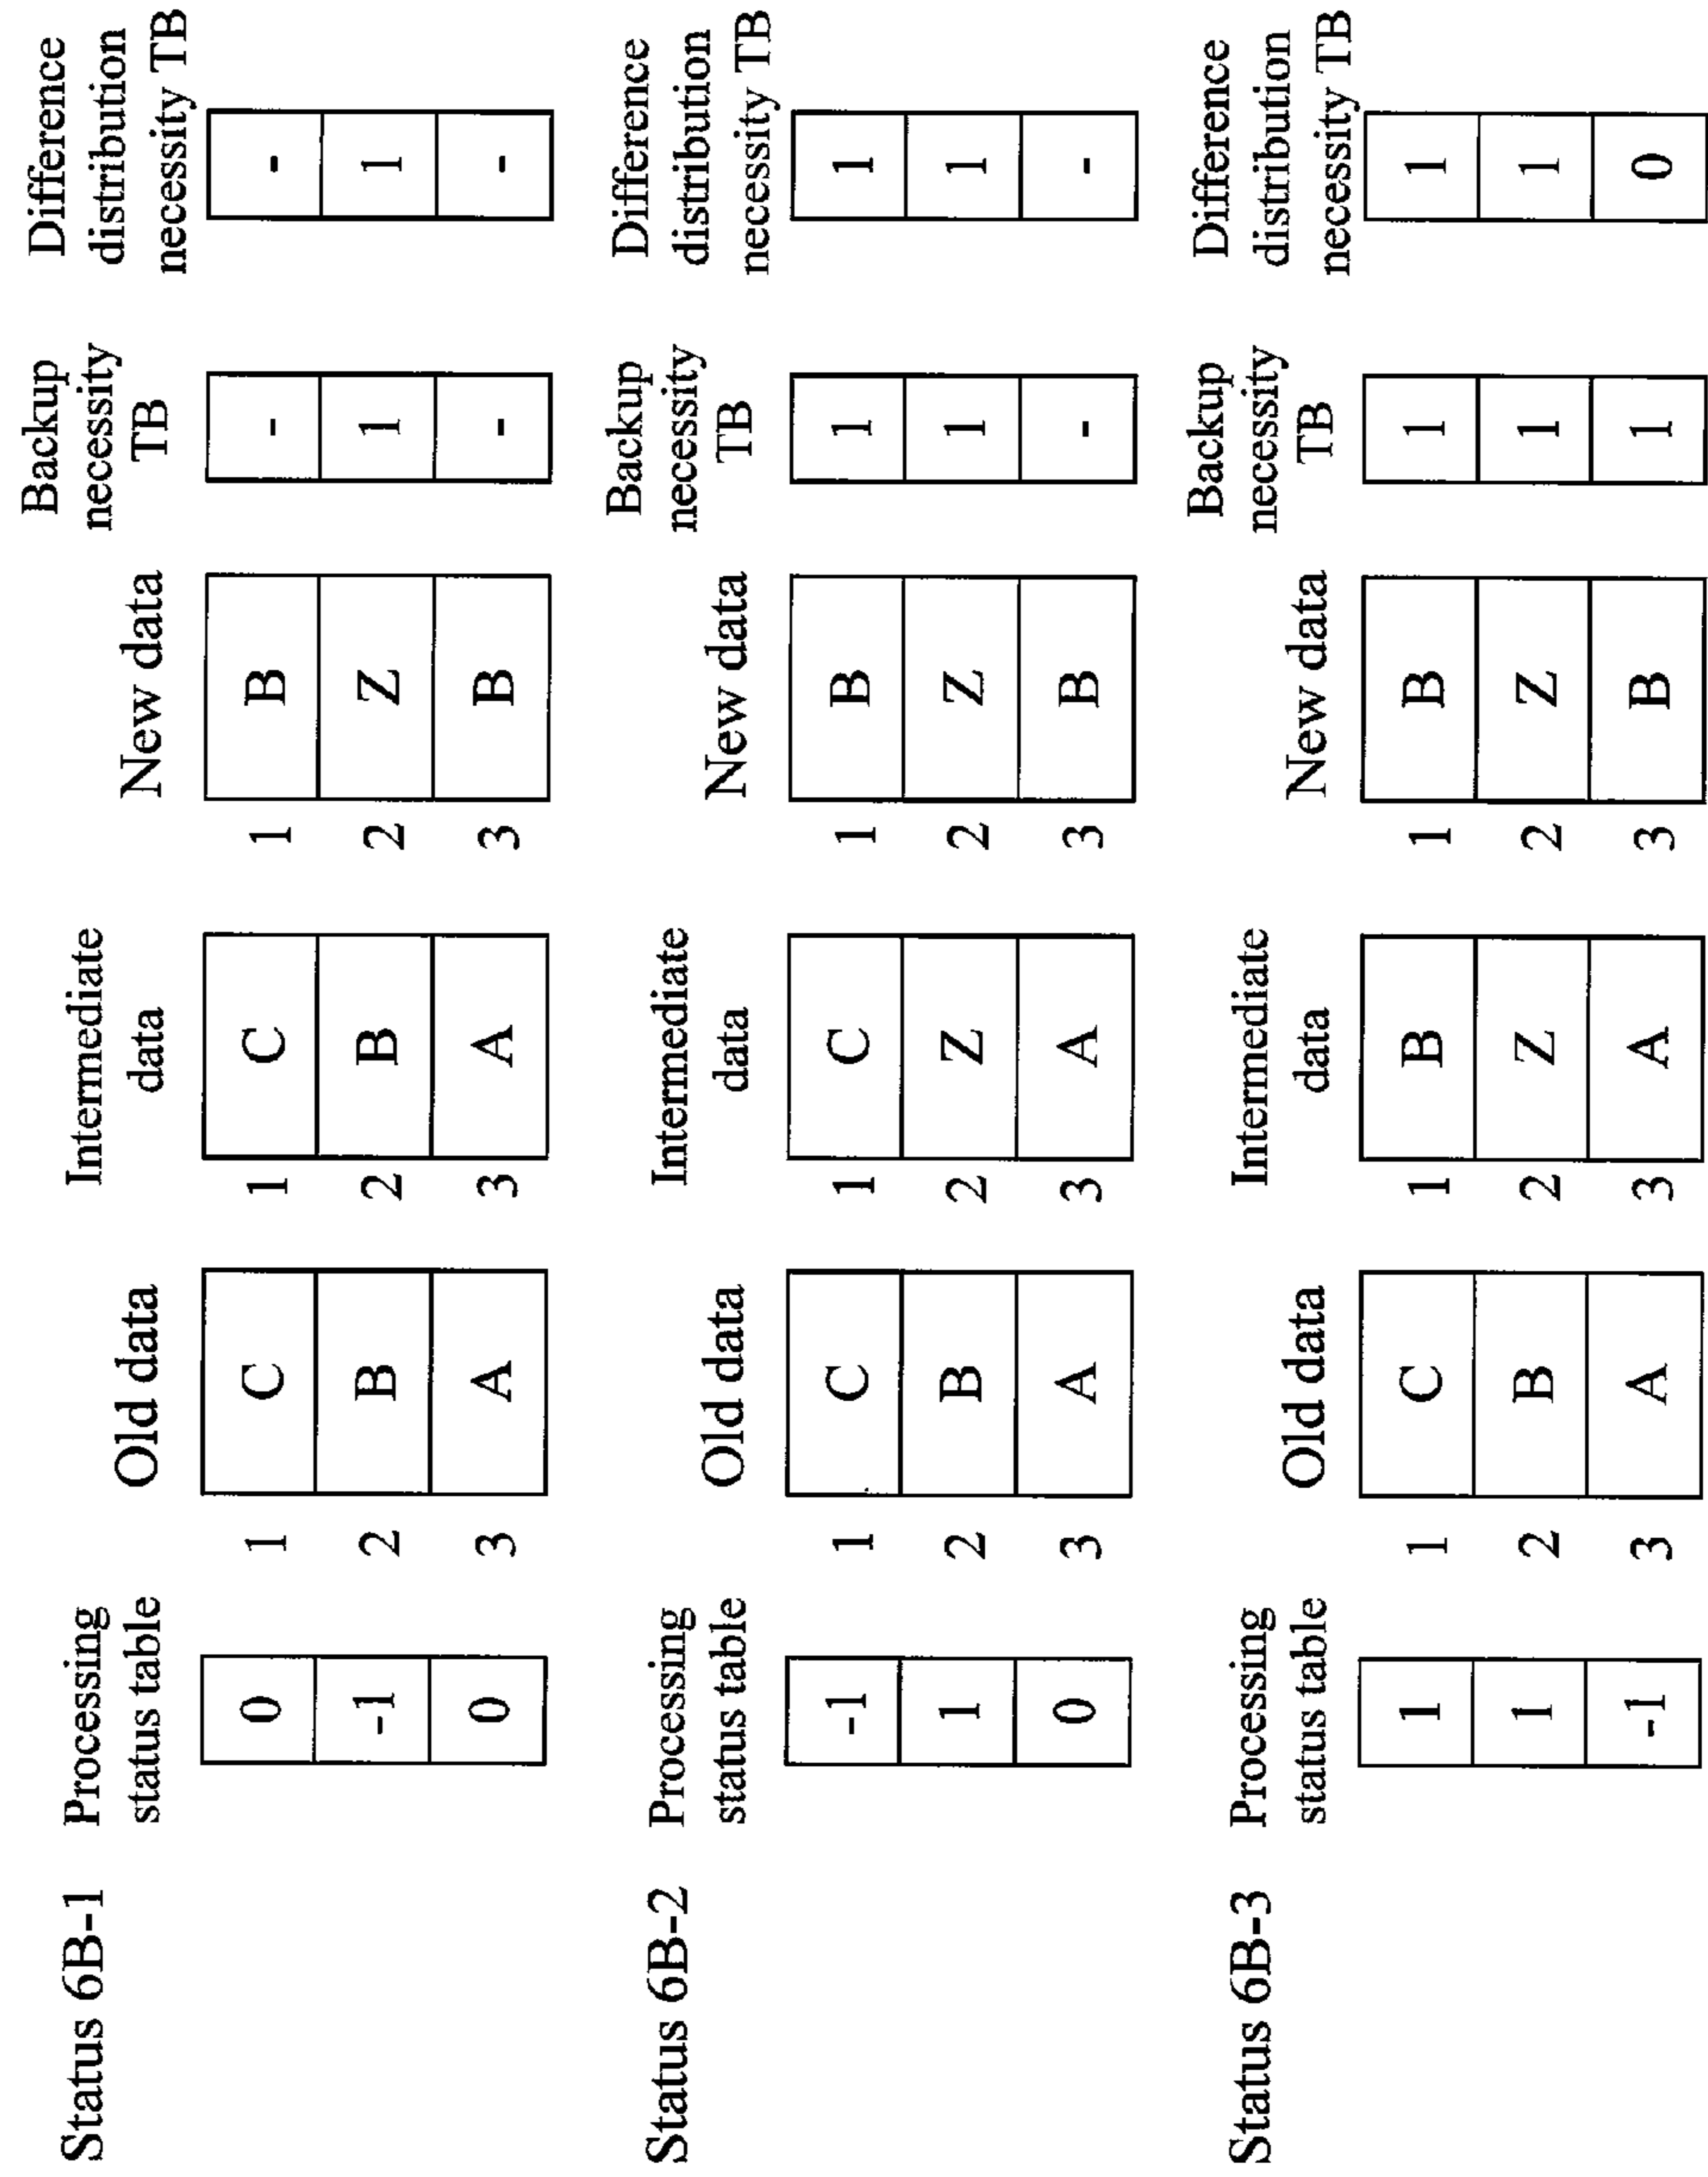 Status 6B-1
Processing
status table
0
-1
0
Old data
1 C
2 B
3 A
Intermediate
data
1 C
2 B
3 A
New data
1 B
2 Z
3 B
Backup
necessity
TB
-
1
-
Difference
distribution
necessity TB
-
1
-
Status 6B-2
Processing
status table
-1
1
0
Old data
1 C
2 B
3 A
Intermediate
data
1 C
2 Z
3 A
New data
1 B
2 Z
3 B
Backup
necessity
TB
1
1
-
Difference
distribution
necessity TB
1
1
-
Status 6B-3
Processing
status table
1
1
-1
Old data
1 C
2 B
3 A
Intermediate
data
1 B
2 Z
3 A
New data
1 B
2 Z
3 B
Backup
necessity
TB
1
1
1
Difference
distribution
necessity TB
1
1
0